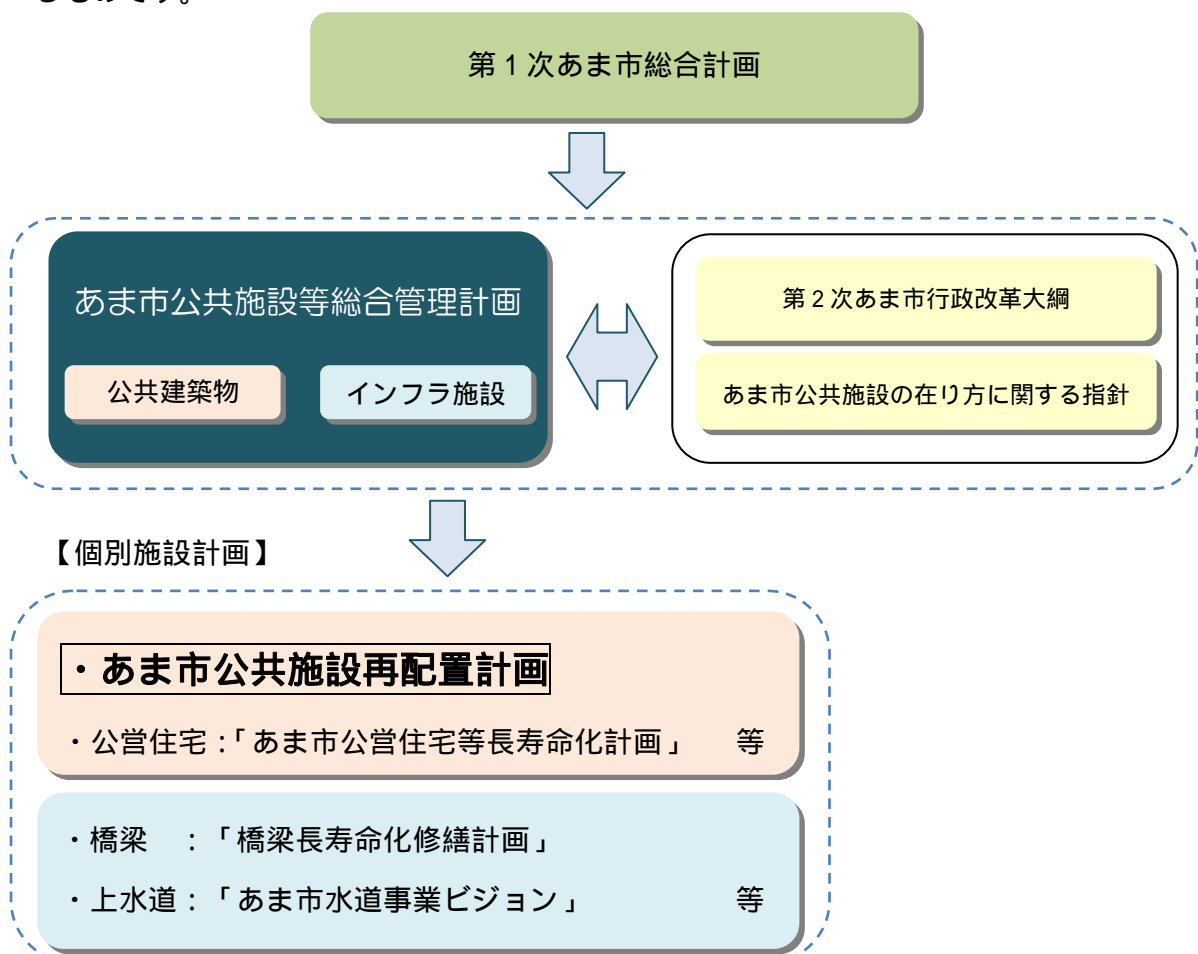 第1次あま市総合計画
あま市公共施設等総合管理計画
公共建築物
インフラ施設
第2次あま市行政改革大綱
あま市公共施設の在り方に関する指針
【個別施設計画】
・あま市公共施設再配置計画
・公営住宅：「あま市公営住宅等長寿命化計画」 等
・橋梁 ：「橋梁長寿命化修繕計画」
・上水道：「あま市水道事業ビジョン」 等